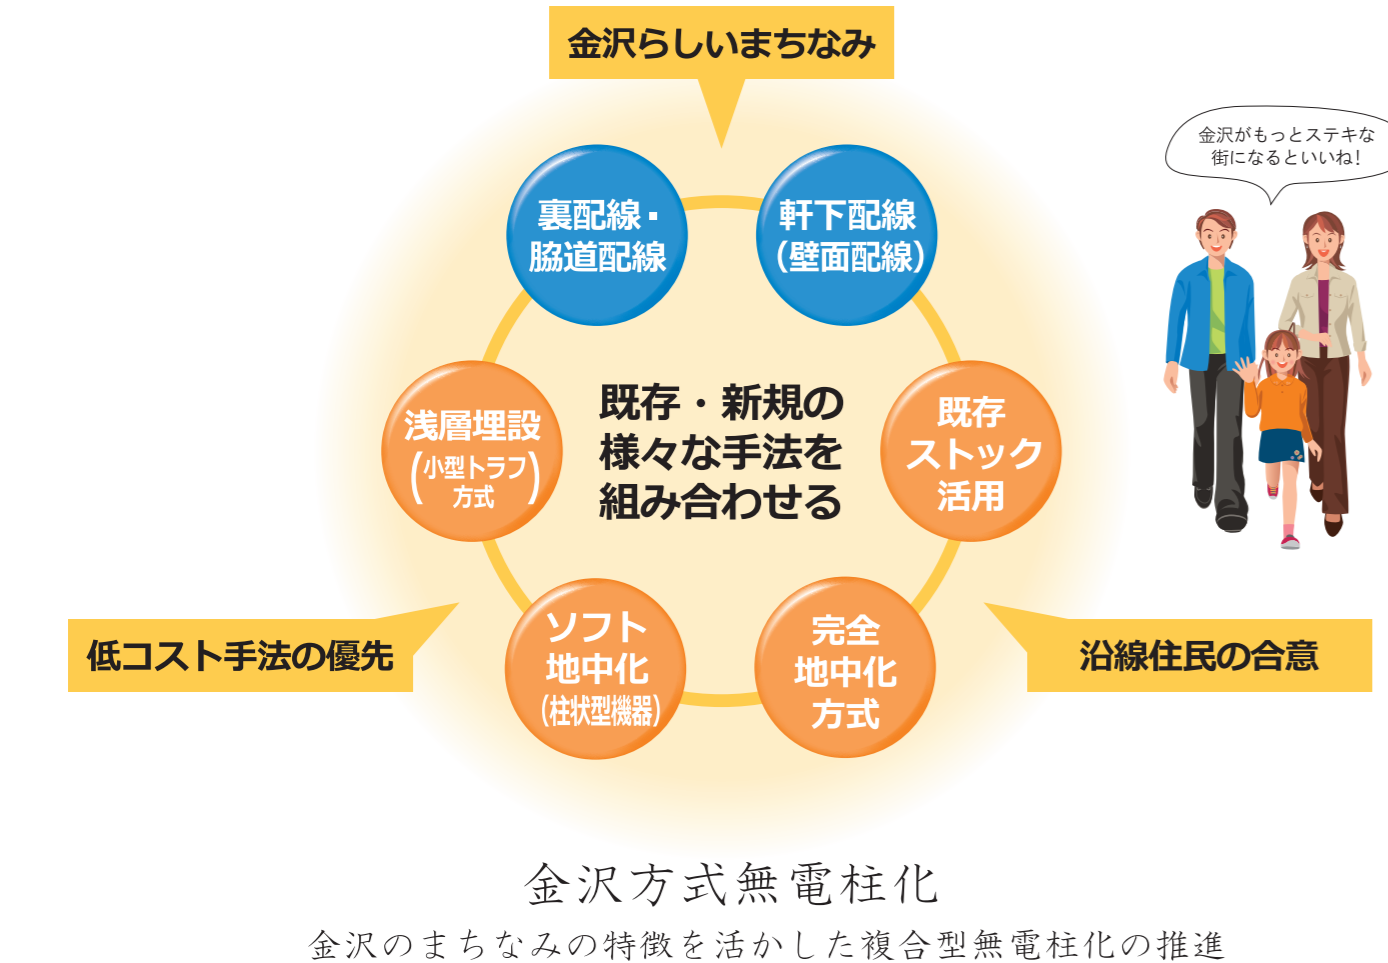 金沢らしいまちなみ
金沢がもっとステキな
街になるといいね!
裏配線・
脇道配線
軒下配線
(壁面配線)
浅層埋設
(小型トラフ
方式)
既存・新規の
様々な手法を
組み合わせる
既存
ストック
活用
低コスト手法の優先
ソフト
地中化
(柱状型機器)
完全
地中化
方式
沿線住民の合意
金沢方式無電柱化
金沢のまちなみの特徴を活かした複合型無電柱化の推進